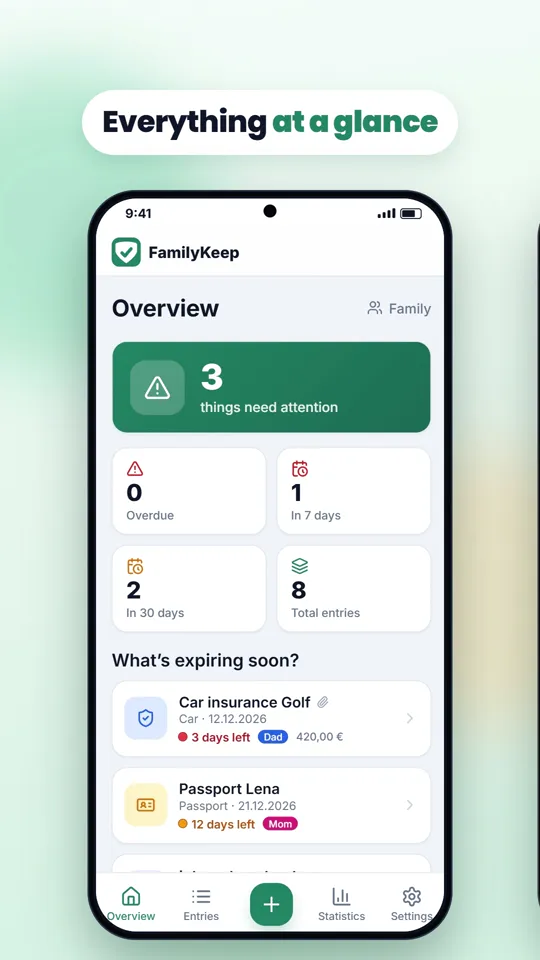 Everything at a glance
9:41
FamilyKeep
Overview
Family
3
things need attention
0
Overdue
1
In 7 days
2
In 30 days
8
Total entries
What's expiring soon?
Car insurance Golf
Car · 12.12.2026
3 days left Dad 420,00 €
Passport Lena
Passport · 21.12.2026
12 days left Mom
Overview Entries Statistics Settings